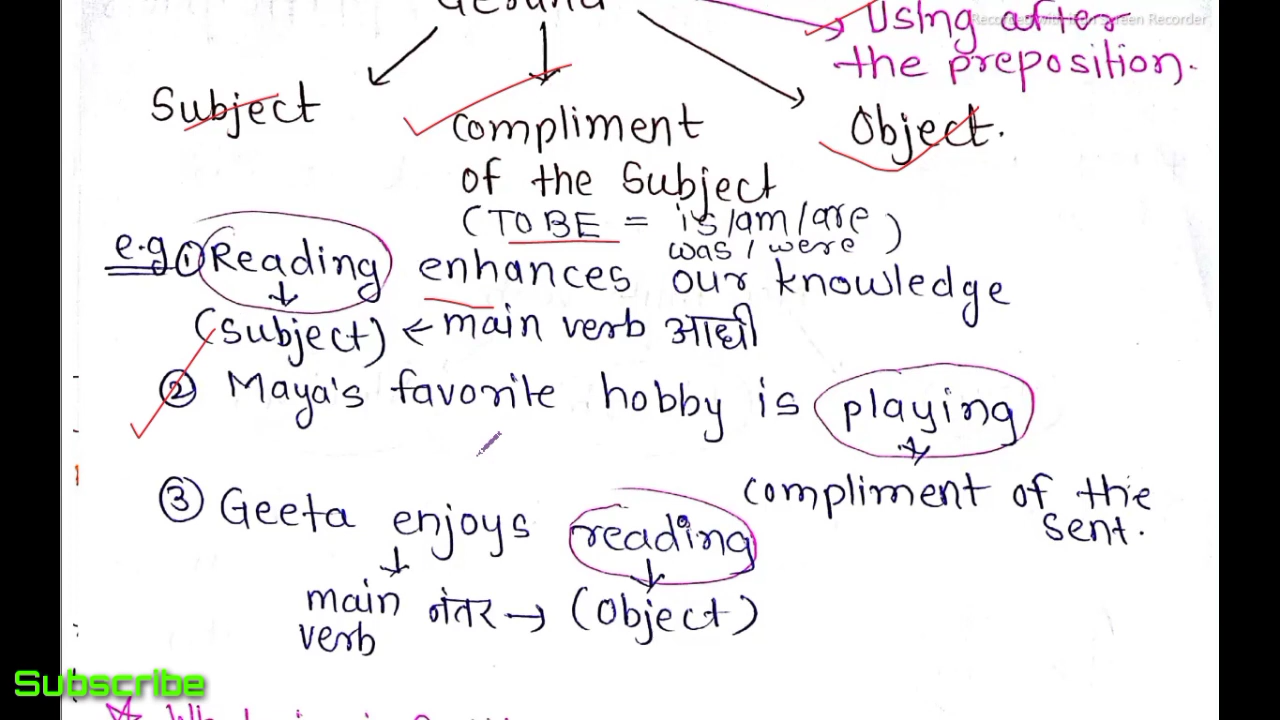 Gerund
Using after
the preposition.
Subject
Compliment
of the Subject
(TO BE = is/am/are
was / were )
Object.
e.g ① Reading enhances our knowledge
(subject) ← main verb आधी
② Maya's favorite hobby is playing
compliment of the
sent.
③ Geeta enjoys reading
main नंतर → (object)
verb
Subscribe